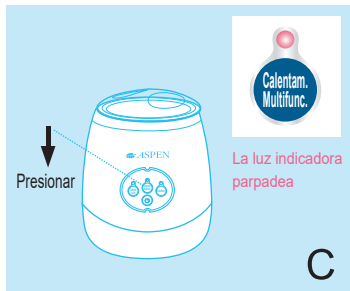 Calentam.
Multifunc.
ASPEN
La luz indicadora
parpadea
Presionar
C